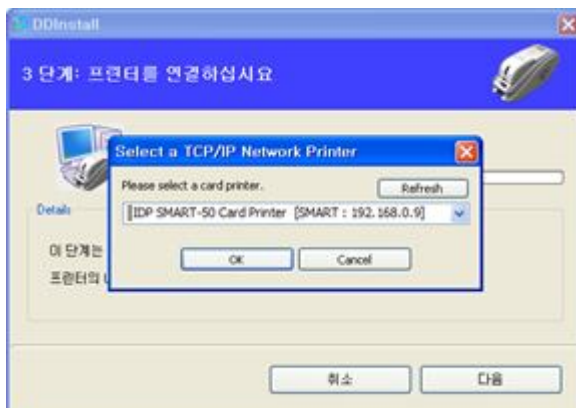 DDInstall
3 단계: 프린터를 연결하십시요
Select a TCP/IP Network Printer
Please select a card printer.
Refresh
IDP SMART-50 Card Printer [SMART : 192.168.0.9]
OK
Cancel
Details
이 단계는
프린터의
취소
다음